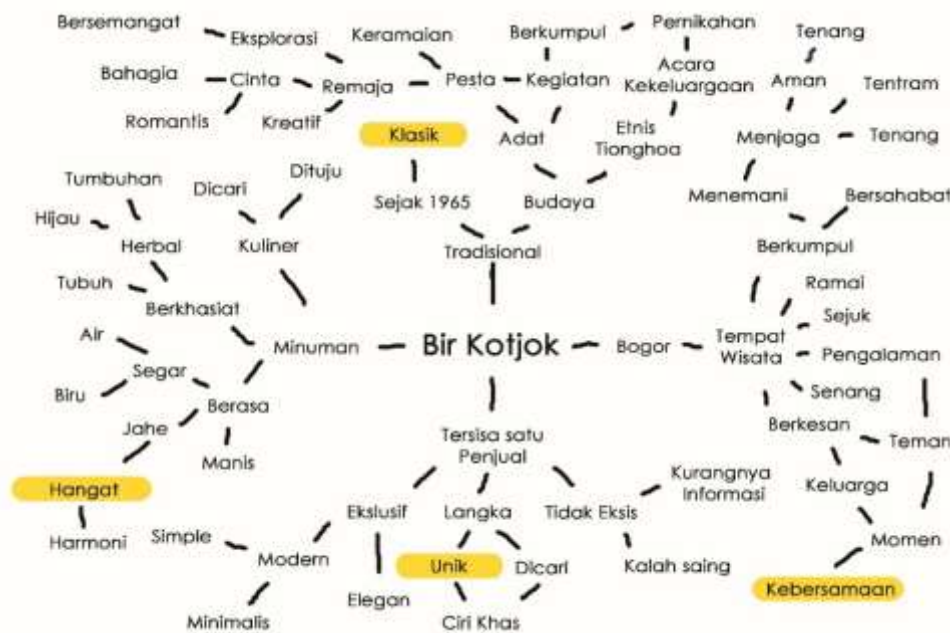 Bersemangat
Eksplorasi
Keramaian
Berkumpul
Pernikahan
Tenang
Bahagia
Cinta
Remaja
Pesta
Kegiatan
Acara
Kekeluargaan
Aman
Tentram
Romantis
Kreatif
Klasik
Adat
Etnis
Tionghoa
Menjaga
Tenang
Tumbuhan
Dicari
Dituju
Sejak 1965
Budaya
Menemani
Bersahabat
Hijau
Herbal
Kuliner
Tradisional
Berkumpul
Tubuh
Berkhasiat
Ramai
Air
Minuman
Bir Kotjok
Bogor
Tempat
Wisata
Sejuk
Pengalaman
Segar
Biru
Berasa
Senang
Jahe
Manis
Tersisa satu
Penjual
Berkesan
Teman
Hangat
Kurangnya
Informasi
Keluarga
Harmoni
Simple
Modern
Ekslusif
Langka
Tidak Eksis
Momen
Unik
Dicari
Kalah saing
Kebersamaan
Minimalis
Elegan
Ciri Khas